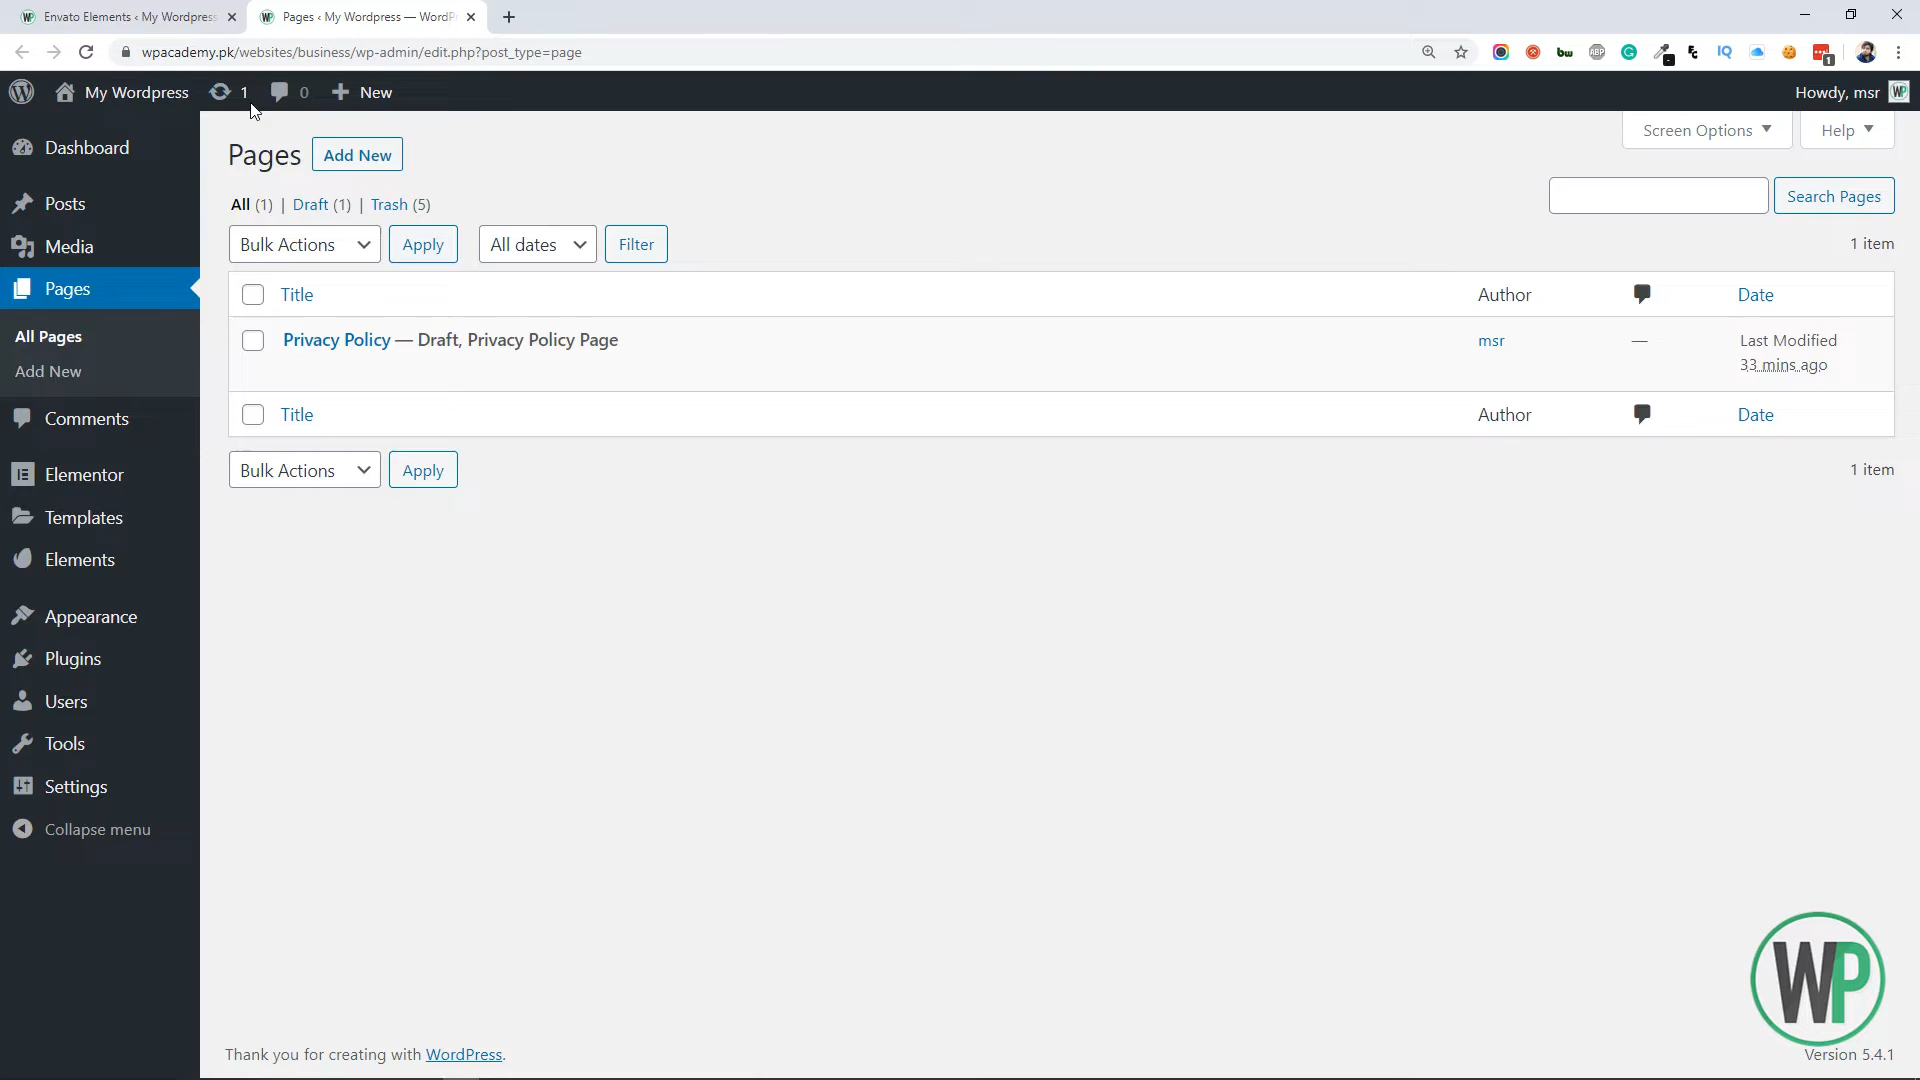 Envato Elements ‹ My Wordpress
Pages ‹ My Wordpress — WordP
wpacademy.pk/websites/business/wp-admin/edit.php?post_type=page
My Wordpress 1 0 New Howdy, msr
Screen Options Help
Dashboard
Posts
Media
Pages
All Pages
Add New
Comments
Elementor
Templates
Elements
Appearance
Plugins
Users
Tools
Settings
Collapse menu
Pages Add New
All (1) | Draft (1) | Trash (5)
Search Pages
Bulk Actions Apply All dates Filter 1 item
Title Author Date
Privacy Policy — Draft, Privacy Policy Page msr — Last Modified
33 mins ago
Title Author Date
Bulk Actions Apply 1 item
WP
Thank you for creating with WordPress. Version 5.4.1